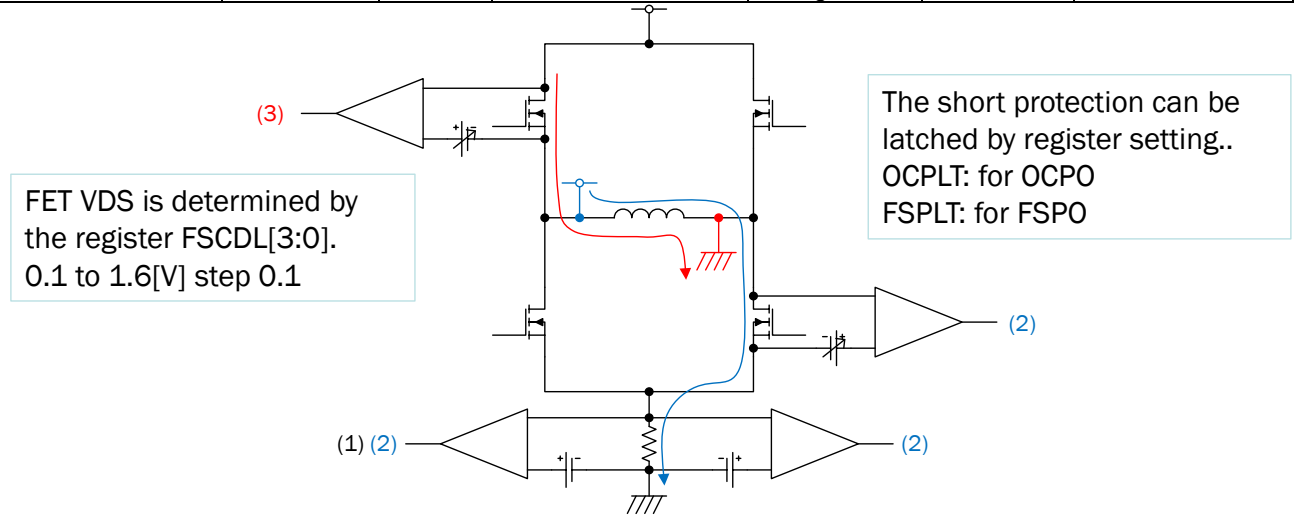 (3)
The short protection can be
latched by register setting..
OCPLT: for OCPO
FSPLT: for FSPO
FET VDS is determined by
the register FSCDL[3:0].
0.1 to 1.6[V] step 0.1
(2)
(1) (2)
(2)